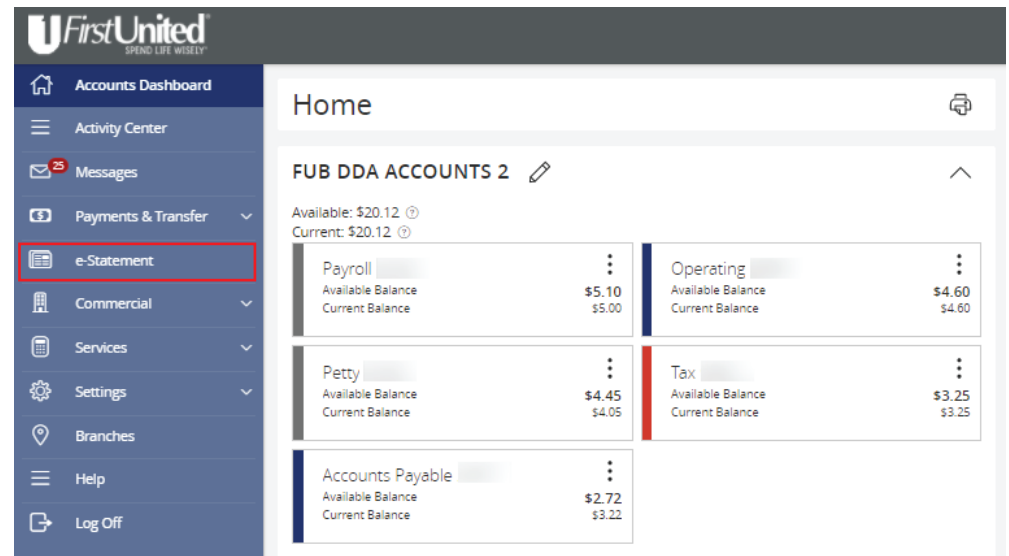 FirstUnited
SPEND LIFE WISELY
Accounts Dashboard
Activity Center
25 Messages
Payments & Transfer
e-Statement
Commercial
Services
Settings
Branches
Help
Log Off
Home
FUB DDA ACCOUNTS 2
Available: $20.12
Current: $20.12
Payroll
Available Balance $5.10
Current Balance $5.00
Operating
Available Balance $4.60
Current Balance $4.60
Petty
Available Balance $4.45
Current Balance $4.05
Tax
Available Balance $3.25
Current Balance $3.25
Accounts Payable
Available Balance $2.72
Current Balance $3.22